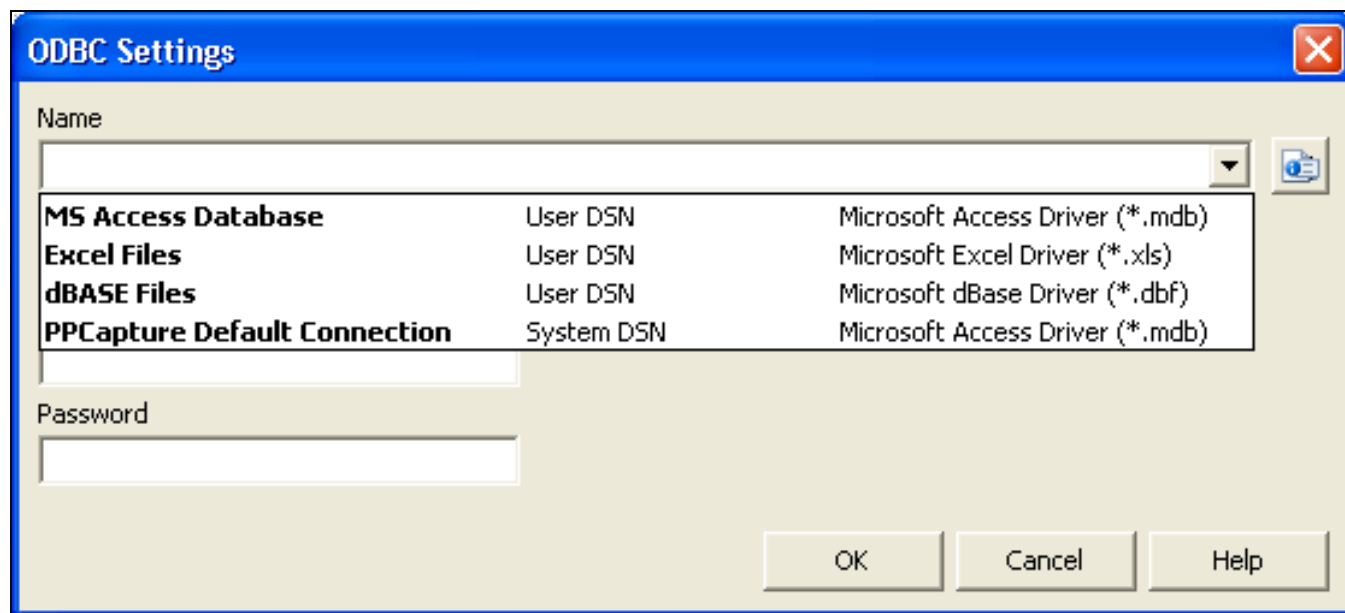 ODBC Settings
Name
MS Access Database User DSN Microsoft Access Driver (*.mdb)
Excel Files User DSN Microsoft Excel Driver (*.xls)
dBASE Files User DSN Microsoft dBase Driver (*.dbf)
PPCapture Default Connection System DSN Microsoft Access Driver (*.mdb)
Password
OK Cancel Help